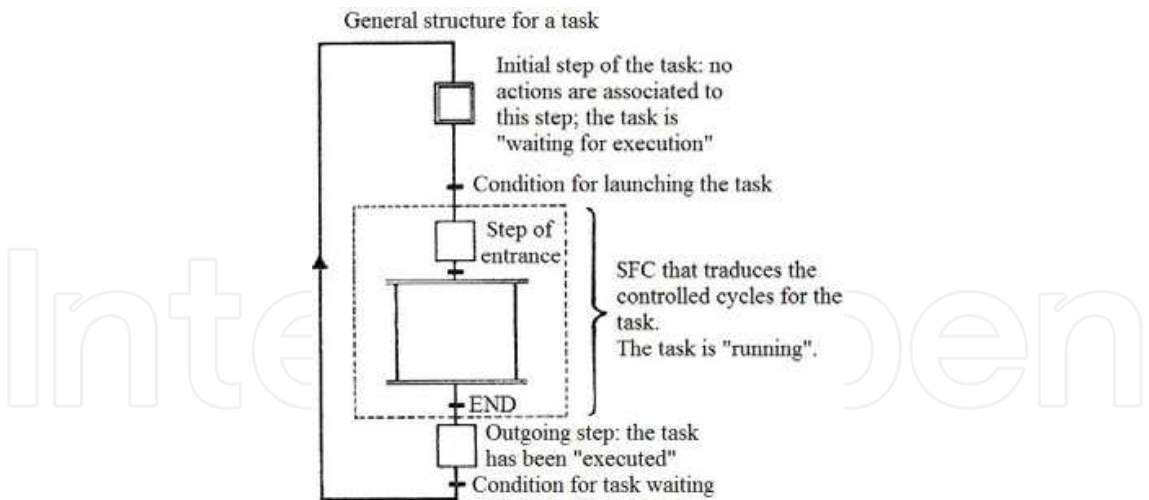 General structure for a task
Initial step of the task: no
actions are associated to
this step; the task is
"waiting for execution"
Condition for launching the task
Step of
entrance
SFC that traduces the
controlled cycles for the
task.
The task is "running".
END
Outgoing step: the task
has been "executed"
Condition for task waiting